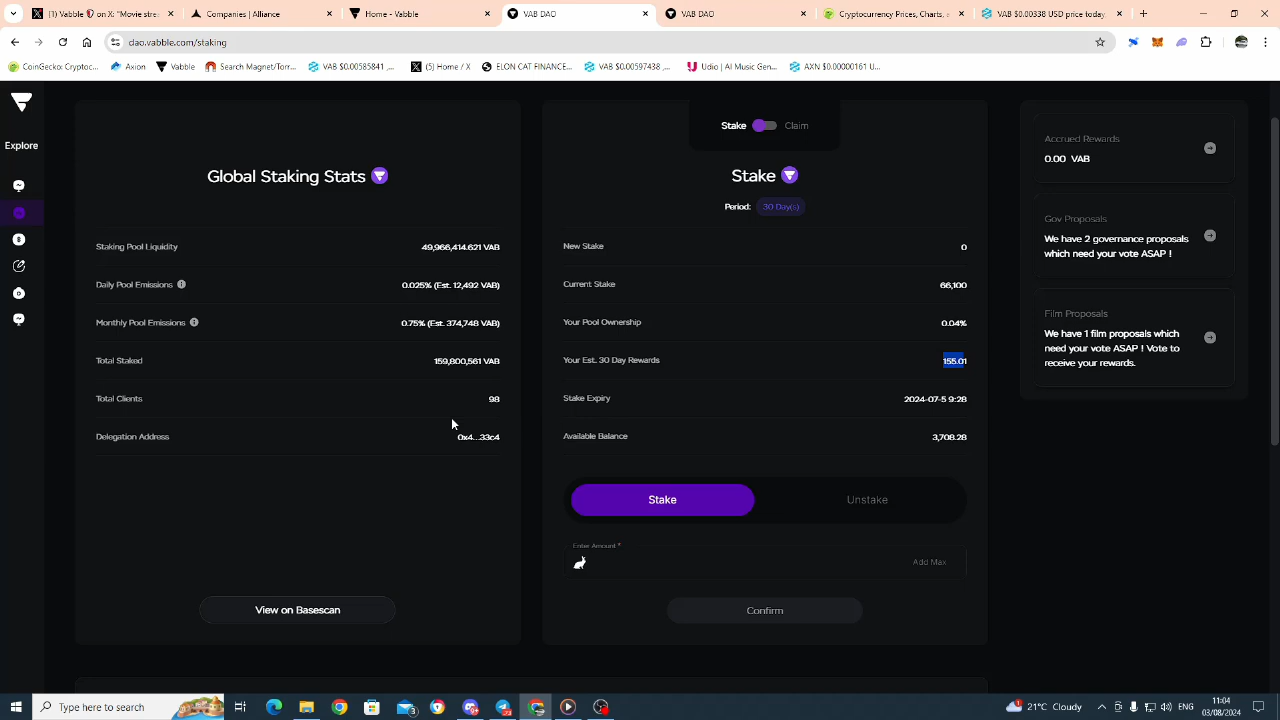 (1) Vabble (@Vab
Analytics, Careers, Com
Home - Vabble
VAB DAO
VAB DAO
Cryptocurrency Prices, Charts,
VAB $0.00338 USD price today
dao.vabble.com/staking
CoinGecko Cryptoc...
Axion
Vabble
Search Magnet/Torr...
VAB $0.00585841 ,...
(5) Home / X
ELON CAT FINANCE...
VAB $0.00597438 ,...
Udio | AI Music Gen...
AXN $0.00000161 U...
Explore
Global Staking Stats
Staking Pool Liquidity 49,966,414.621 VAB
Daily Pool Emissions 0.025% (Est. 12,492 VAB)
Monthly Pool Emissions 0.75% (Est. 374,748 VAB)
Total Staked 159,800,561 VAB
Total Clients 98
Delegation Address 0x4...33c4
View on Basescan
Stake Claim
Stake
Period: 30 Day(s)
New Stake 0
Current Stake 66,100
Your Pool Ownership 0.04%
Your Est. 30 Day Rewards 155.01
Stake Expiry 2024-07-5 9:28
Available Balance 3,708.28
Stake Unstake
Enter Amount *
Add Max
Confirm
Accrued Rewards
0.00 VAB
Gov Proposals
We have 2 governance proposals
which need your vote ASAP !
Film Proposals
We have 1 film proposals which
need your vote ASAP ! Vote to
receive your rewards.
Type here to search
21°C Cloudy
11:04
03/08/2024